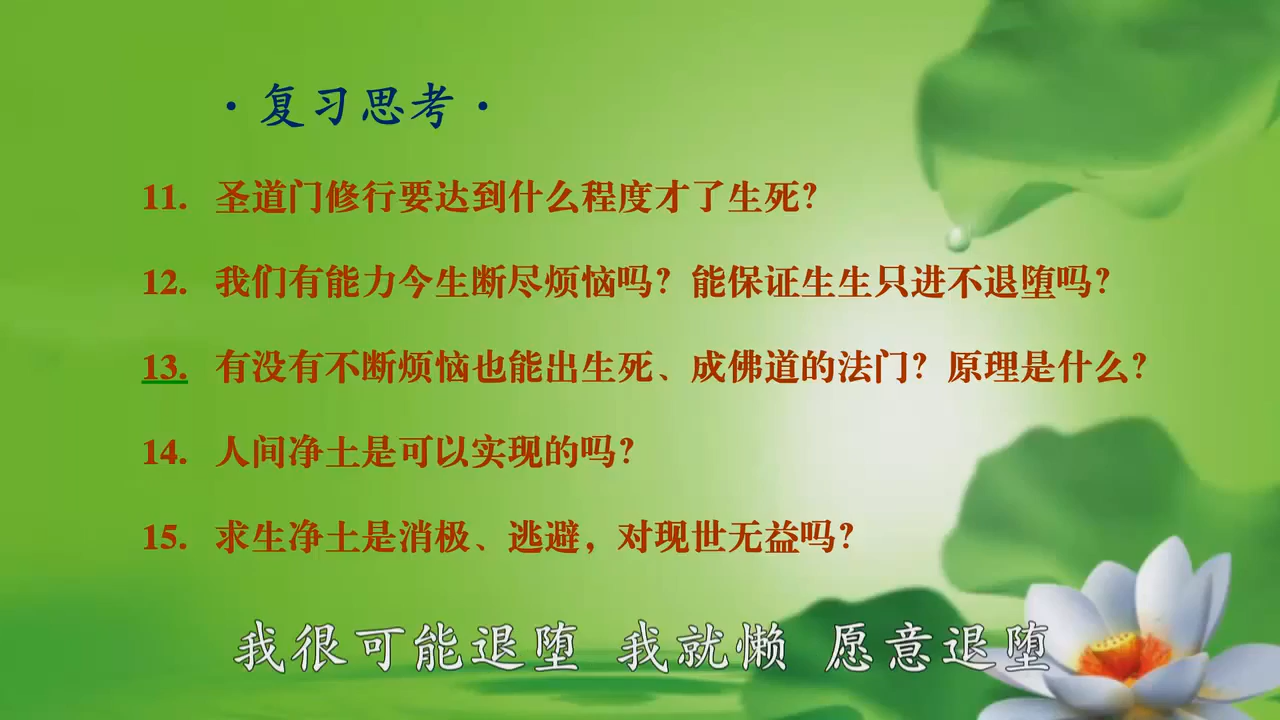 ·复习思考·
11. 圣道门修行要达到什么程度才了生死？
12. 我们有能力今生断尽烦恼吗？能保证生生只进不退堕吗？
13. 有没有不断烦恼也能出生死、成佛道的法门？原理是什么？
14. 人间净土是可以实现的吗？
15. 求生净土是消极、逃避，对现世无益吗？
我很可能退堕 我就懒 愿意退堕